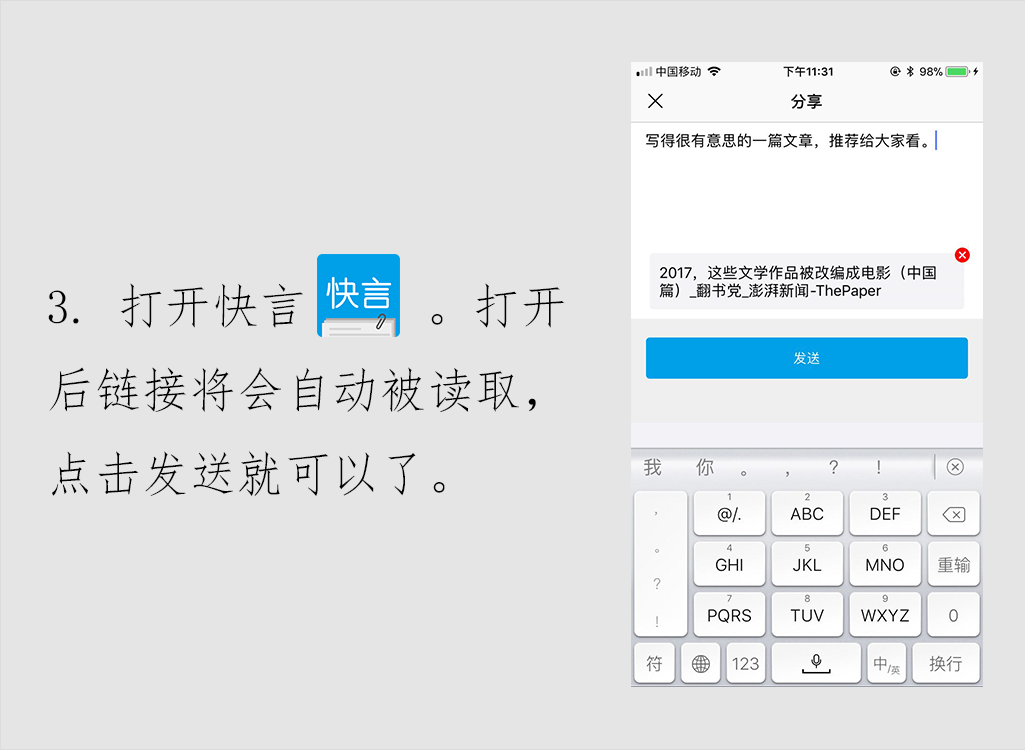 3. 打开快言 快言 。打开
后链接将会自动被读取，
点击发送就可以了。
中国移动 下午11:31 98%
分享
写得很有意思的一篇文章，推荐给大家看。
2017，这些文学作品被改编成电影（中国
篇）_翻书党_澎湃新闻-ThePaper
发送
我 你 。 , ? !
, 。 ? !
1 @/. 2 ABC 3 DEF
4 GHI 5 JKL 6 MNO 重输
7 PQRS 8 TUV 9 WXYZ 0
符 123 中/英 换行